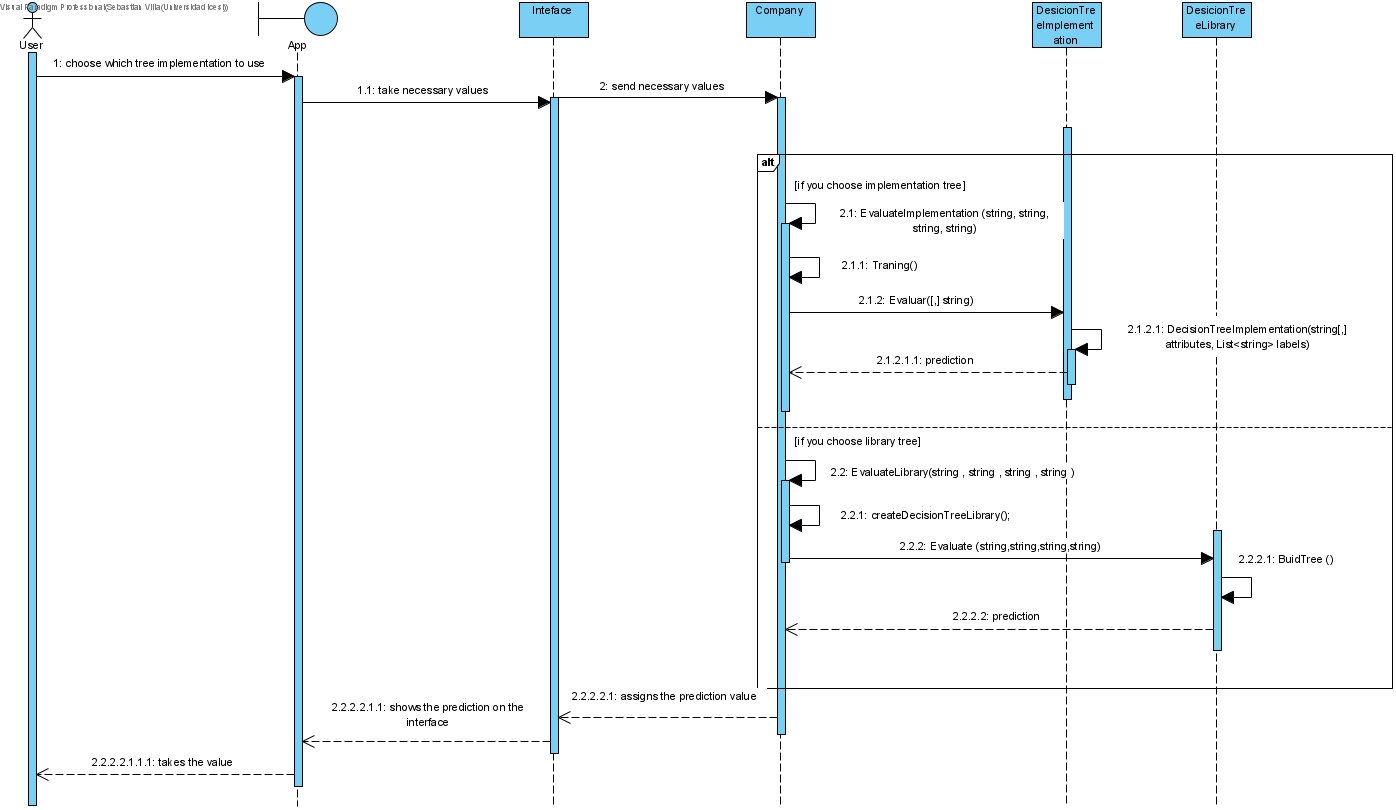 Visual Paradigm Professional(Sebastian Villa(Universidad Icesi))
User
App
Inteface
Company
DesicionTre
eImplement
ation
DesicionTre
eLibrary
1: choose which tree implementation to use
1.1: take necessary values
2: send necessary values
alt
[if you choose implementation tree]
2.1: EvaluateImplementation (string, string,
string, string)
2.1.1: Traning()
2.1.2: Evaluar([,] string)
2.1.2.1: DecisionTreeImplementation(string[,]
attributes, List<string> labels)
2.1.2.1.1: prediction
[if you choose library tree]
2.2: EvaluateLibrary(string , string , string , string )
2.2.1: createDecisionTreeLibrary();
2.2.2: Evaluate (string,string,string,string)
2.2.2.1: BuidTree ()
2.2.2.2: prediction
2.2.2.2.1: assigns the prediction value
2.2.2.2.1.1: shows the prediction on the
interface
2.2.2.2.1.1.1: takes the value